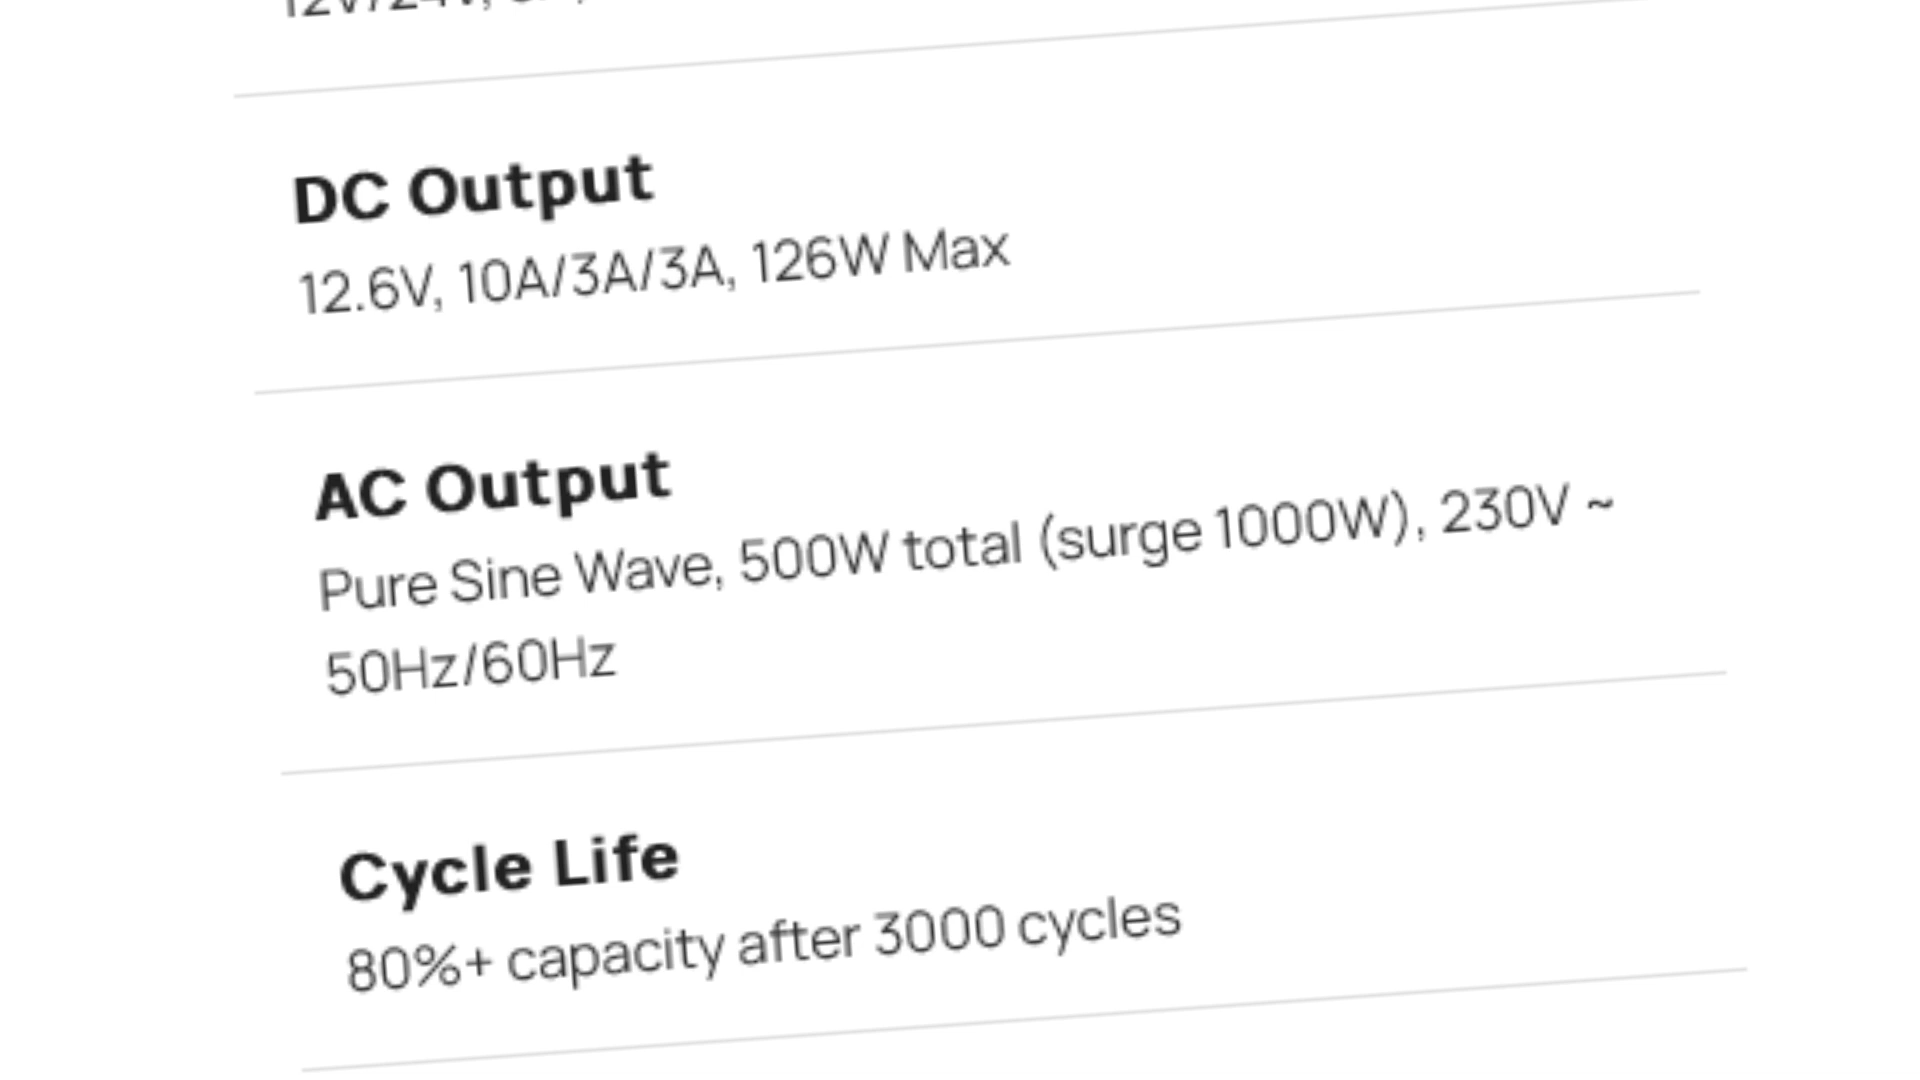 DC Output
12.6V, 10A/3A/3A, 126W Max
AC Output
Pure Sine Wave, 500W total (surge 1000W), 230V ~
50Hz/60Hz
Cycle Life
80%+ capacity after 3000 cycles